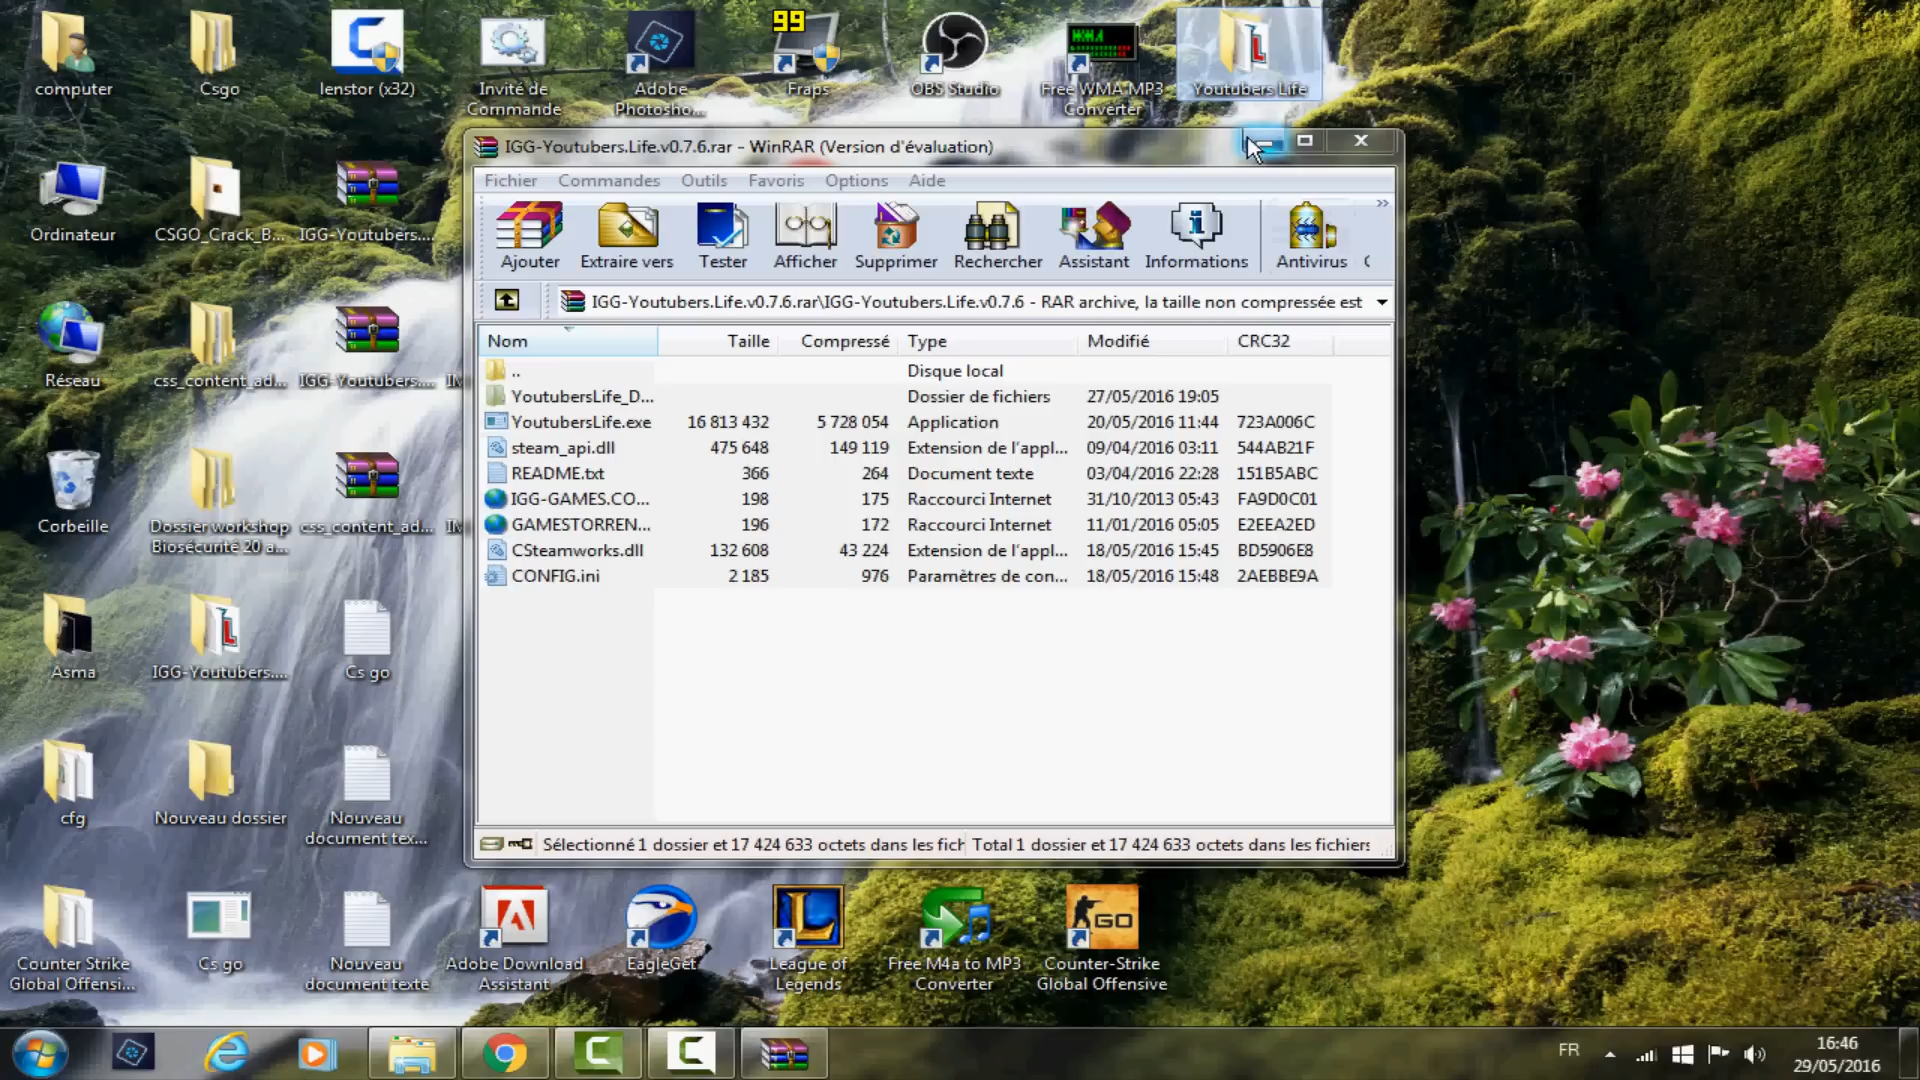 99
computer
Csgo
lenstor (x32)
Invité de
Commande
Adobe
Photosho...
Fraps
OBS Studio
Free WMA MP3
Converter
Youtubers Life
Ordinateur
CSGO_Crack_B...
IGG-Youtubers....
Réseau
css_content_ad...
IGG-Youtubers....
Corbeille
Dossier workshop
Biosécurité 20 a...
css_content_ad...
Asma
IGG-Youtubers....
Cs go
cfg
Nouveau dossier
Nouveau
document tex...
Counter Strike
Global Offensi...
Cs go
Nouveau
document texte
Adobe Download
Assistant
EagleGet
League of
Legends
Free M4a to MP3
Converter
GO
Counter-Strike
Global Offensive
IGG-Youtubers.Life.v0.7.6.rar - WinRAR (Version d'évaluation)
Fichier Commandes Outils Favoris Options Aide
Ajouter Extraire vers Tester Afficher Supprimer Rechercher Assistant Informations Antivirus
»
IGG-Youtubers.Life.v0.7.6.rar\IGG-Youtubers.Life.v0.7.6 - RAR archive, la taille non compressée est
Nom Taille Compressé Type Modifié CRC32
.. Disque local
YoutubersLife_D... Dossier de fichiers 27/05/2016 19:05
YoutubersLife.exe 16 813 432 5 728 054 Application 20/05/2016 11:44 723A006C
steam_api.dll 475 648 149 119 Extension de l'appl... 09/04/2016 03:11 544AB21F
README.txt 366 264 Document texte 03/04/2016 22:28 151B5ABC
IGG-GAMES.CO... 198 175 Raccourci Internet 31/10/2013 05:43 FA9D0C01
GAMESTORREN... 196 172 Raccourci Internet 11/01/2016 05:05 E2EEA2ED
CSteamworks.dll 132 608 43 224 Extension de l'appl... 18/05/2016 15:45 BD5906E8
CONFIG.ini 2 185 976 Paramètres de con... 18/05/2016 15:48 2AEBBE9A
Sélectionné 1 dossier et 17 424 633 octets dans les fich Total 1 dossier et 17 424 633 octets dans les fichiers
FR
16:46
29/05/2016